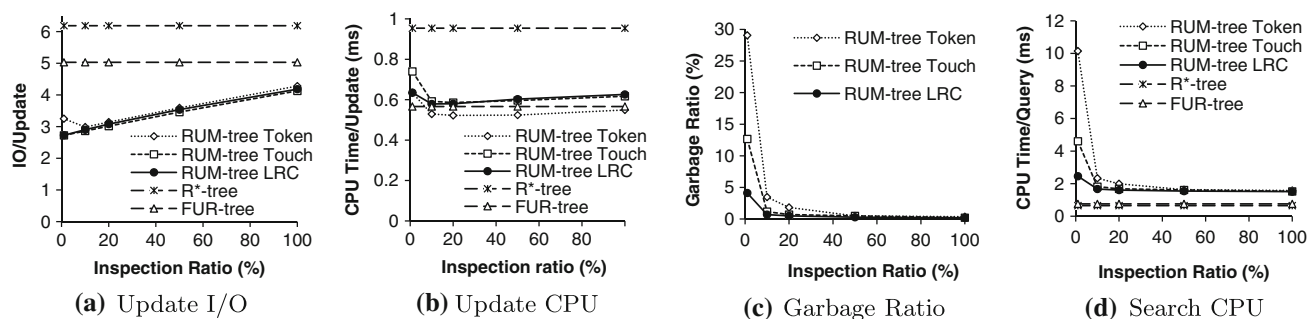 IO/Update
6
5
4
3
2
1
0
0 20 40 60 80 100
RUM-tree Token
RUM-tree Touch
RUM-tree LRC
R*-tree
FUR-tree
Inspection Ratio (%)
(a) Update I/O
CPU Time/Update (ms)
1
0.8
0.6
0.4
0.2
0
0 20 40 60 80
RUM-tree Token
RUM-tree Touch
RUM-tree LRC
R*-tree
FUR-tree
Inspection ratio (%)
(b) Update CPU
Garbage Ratio (%)
30
25
20
15
10
5
0
0 20 40 60 80 100
RUM-tree Token
RUM-tree Touch
RUM-tree LRC
Inspection Ratio (%)
(c) Garbage Ratio
CPU Time/Query (ms)
12
10
8
6
4
2
0
0 20 40 60 80 100
RUM-tree Token
RUM-tree Touch
RUM-tree LRC
R*-tree
FUR-tree
Inspection Ratio (%)
(d) Search CPU